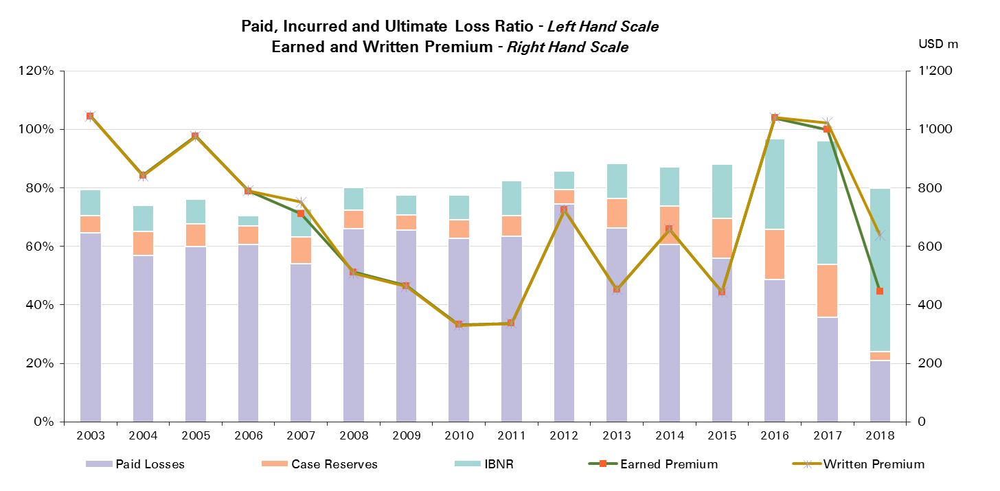 Paid, Incurred and Ultimate Loss Ratio - Left Hand Scale
Earned and Written Premium - Right Hand Scale
USD m
120% 1'200
100% 1'000
80% 800
60% 600
40% 400
20% 200
0% 0
2003 2004 2005 2006 2007 2008 2009 2010 2011 2012 2013 2014 2015 2016 2017 2018
Paid Losses Case Reserves IBNR Earned Premium Written Premium